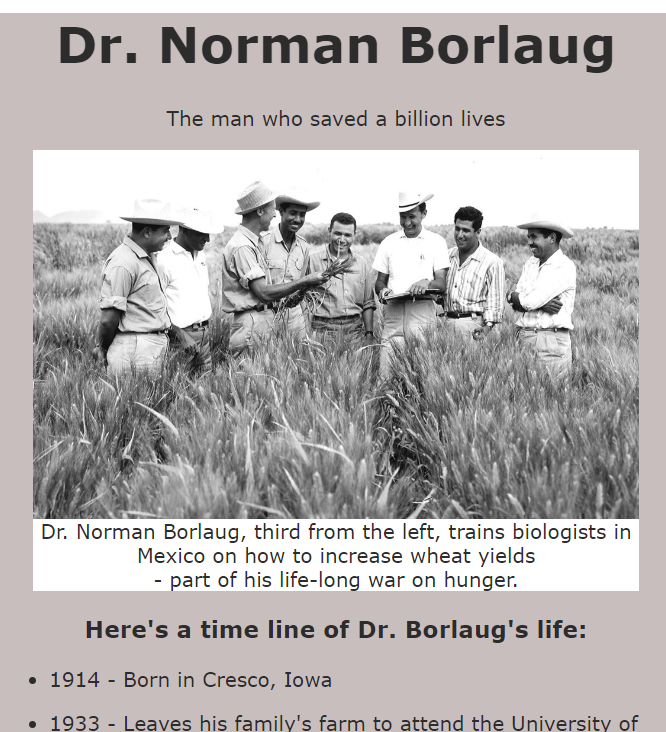 Dr. Norman Borlaug
The man who saved a billion lives
Dr. Norman Borlaug, third from the left, trains biologists in
Mexico on how to increase wheat yields
- part of his life-long war on hunger.
Here's a time line of Dr. Borlaug's life:
• 1914 - Born in Cresco, Iowa
• 1933 - Leaves his family's farm to attend the University of